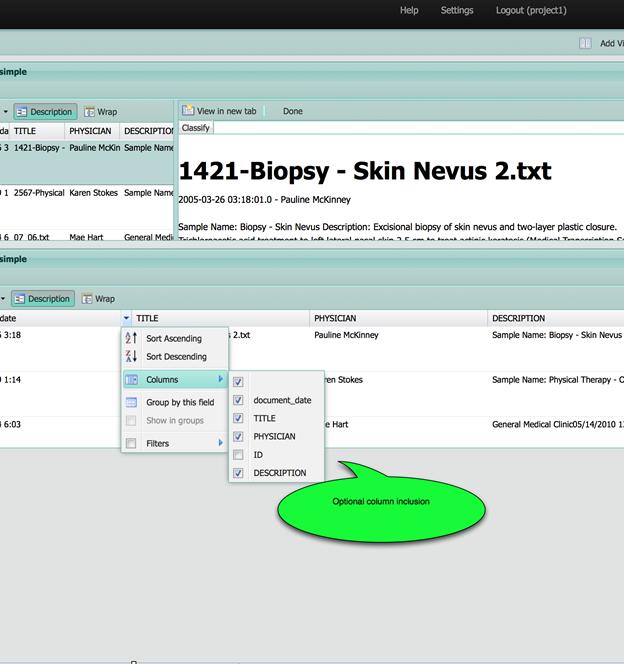 Help Settings Logout (project1)
Add Vi
simple
Description Wrap
View in new tab Done
Classify
da TITLE PHYSICIAN DESCRIPTION
1421-Biopsy - Skin Nevus 2.txt
3 1421-Biopsy - Pauline McKin Sample Name
2005-03-26 03:18:01.0 - Pauline McKinney
1 2567-Physical Karen Stokes Sample Name
Sample Name: Biopsy - Skin Nevus Description: Excisional biopsy of skin nevus and two-layer plastic closure.
6 07_06.txt Mae Hart General Medic
simple
Description Wrap
date TITLE PHYSICIAN DESCRIPTION
3:18 2.txt Pauline McKinney Sample Name: Biopsy - Skin Nevus
Sort Ascending
Sort Descending
1:14 Columns ren Stokes Sample Name: Physical Therapy - O
document_date
Group by this field
TITLE
Show in groups
6:03 e Hart General Medical Clinic05/14/2010 1
PHYSICIAN
Filters
ID
DESCRIPTION
Optional column inclusion